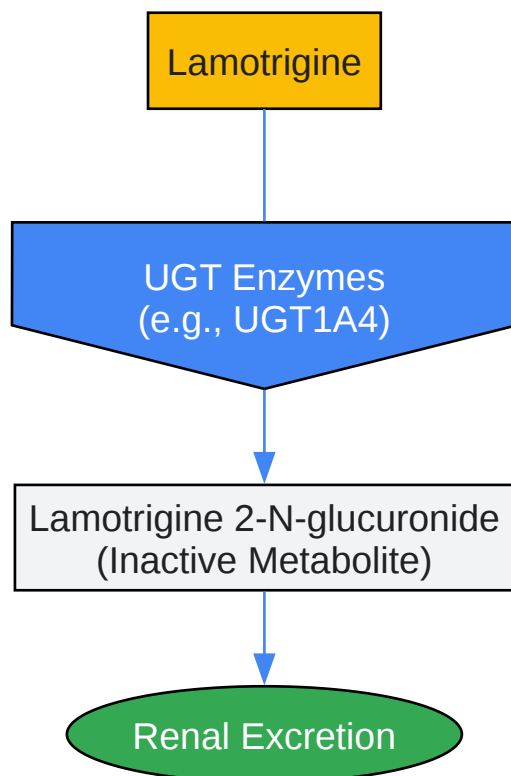 Lamotrigine
UGT Enzymes
(e.g., UGT1A4)
Lamotrigine 2-N-glucuronide
(Inactive Metabolite)
Renal Excretion